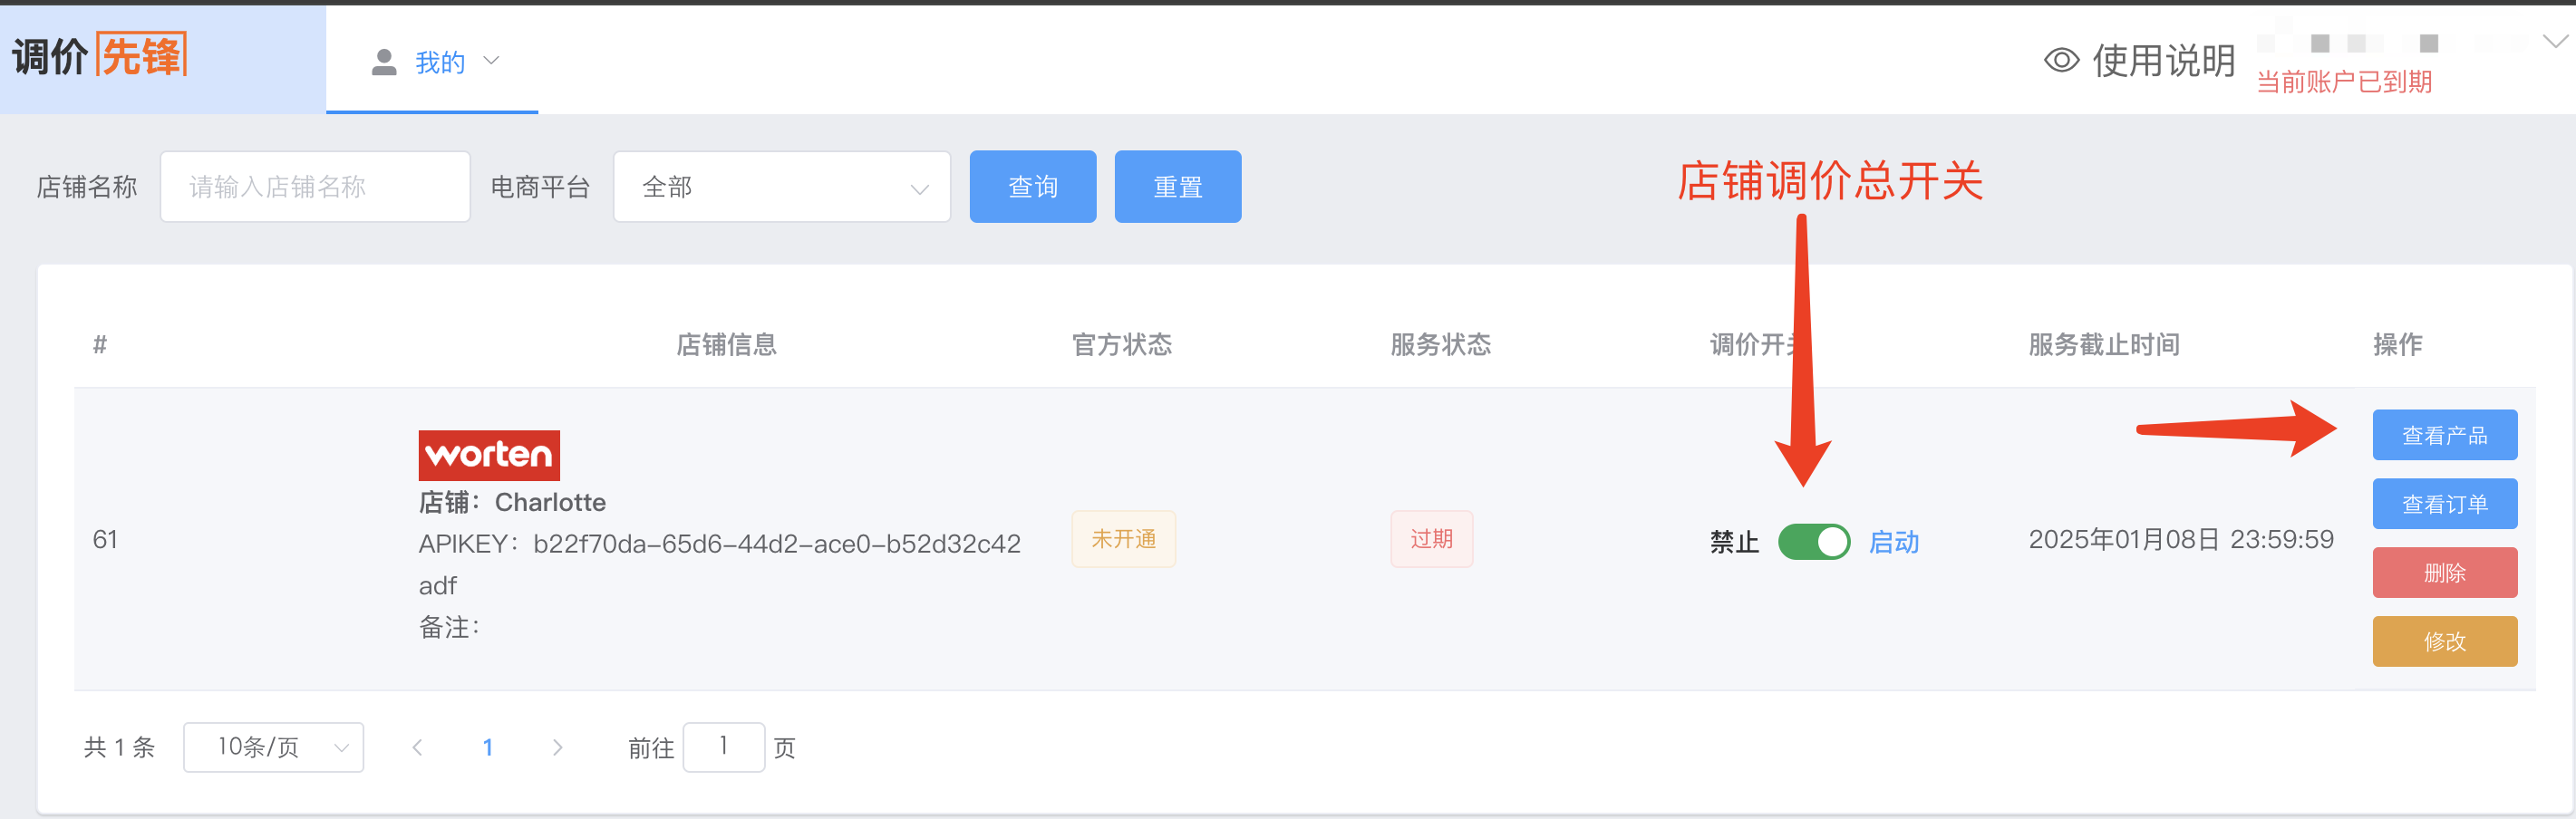 调价 先锋
我的
使用说明
当前账户已到期
店铺名称 请输入店铺名称 电商平台 全部 查询 重置
店铺调价总开关
# 店铺信息 官方状态 服务状态 调价开关 服务截止时间 操作
worten
店铺：Charlotte
APIKEY：b22f70da-65d6-44d2-ace0-b52d32c42
adf
备注：
61
未开通
过期
禁止 启动
2025年01月08日 23:59:59
查看产品
查看订单
删除
修改
共 1 条 10条/页 1 前往 1 页